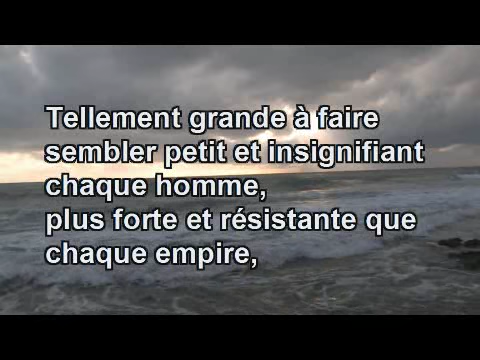 Tellement grande à faire
sembler petit et insignifiant
chaque homme,
plus forte et résistante que
chaque empire,